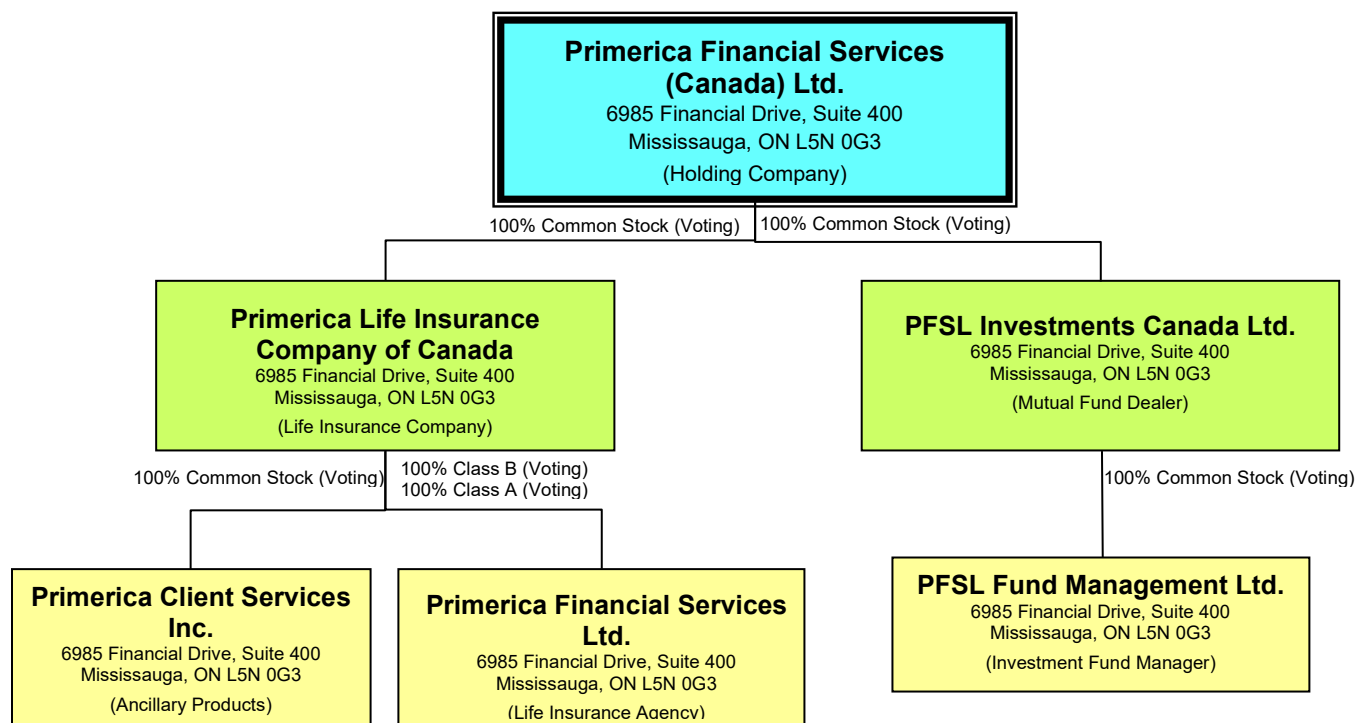 Primerica Financial Services
(Canada) Ltd.
6985 Financial Drive, Suite 400
Mississauga, ON L5N 0G3
(Holding Company)
100% Common Stock (Voting)
100% Common Stock (Voting)
Primerica Life Insurance
Company of Canada
6985 Financial Drive, Suite 400
Mississauga, ON L5N 0G3
(Life Insurance Company)
PFSL Investments Canada Ltd.
6985 Financial Drive, Suite 400
Mississauga, ON L5N 0G3
(Mutual Fund Dealer)
100% Common Stock (Voting)
100% Class B (Voting)
100% Class A (Voting)
100% Common Stock (Voting)
Primerica Client Services
Inc.
6985 Financial Drive, Suite 400
Mississauga, ON L5N 0G3
(Ancillary Products)
Primerica Financial Services
Ltd.
6985 Financial Drive, Suite 400
Mississauga, ON L5N 0G3
(Life Insurance Agency)
PFSL Fund Management Ltd.
6985 Financial Drive, Suite 400
Mississauga, ON L5N 0G3
(Investment Fund Manager)